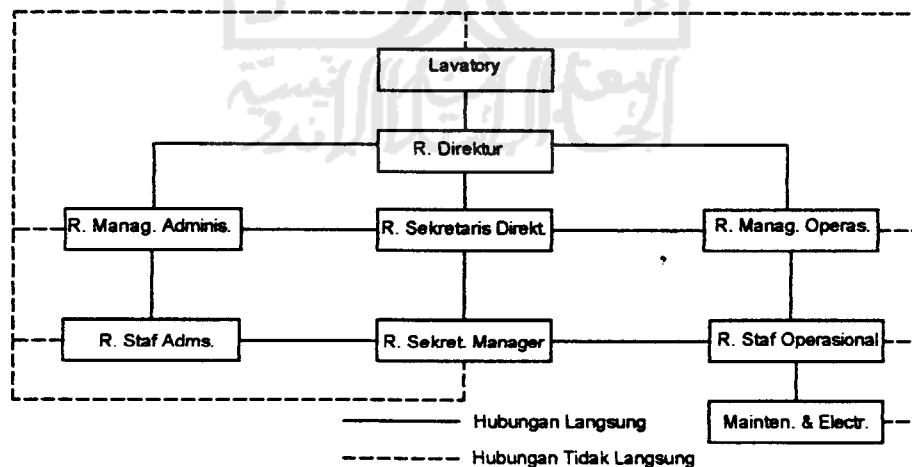 Lavatory
R. Direktur
R. Manag. Adminis.
R. Sekretaris Direkt.
R. Manag. Operas.
R. Staf Adms.
R. Sekret. Manager
R. Staf Operasional
Mainten. & Electr.
Hubungan Langsung
Hubungan Tidak Langsung